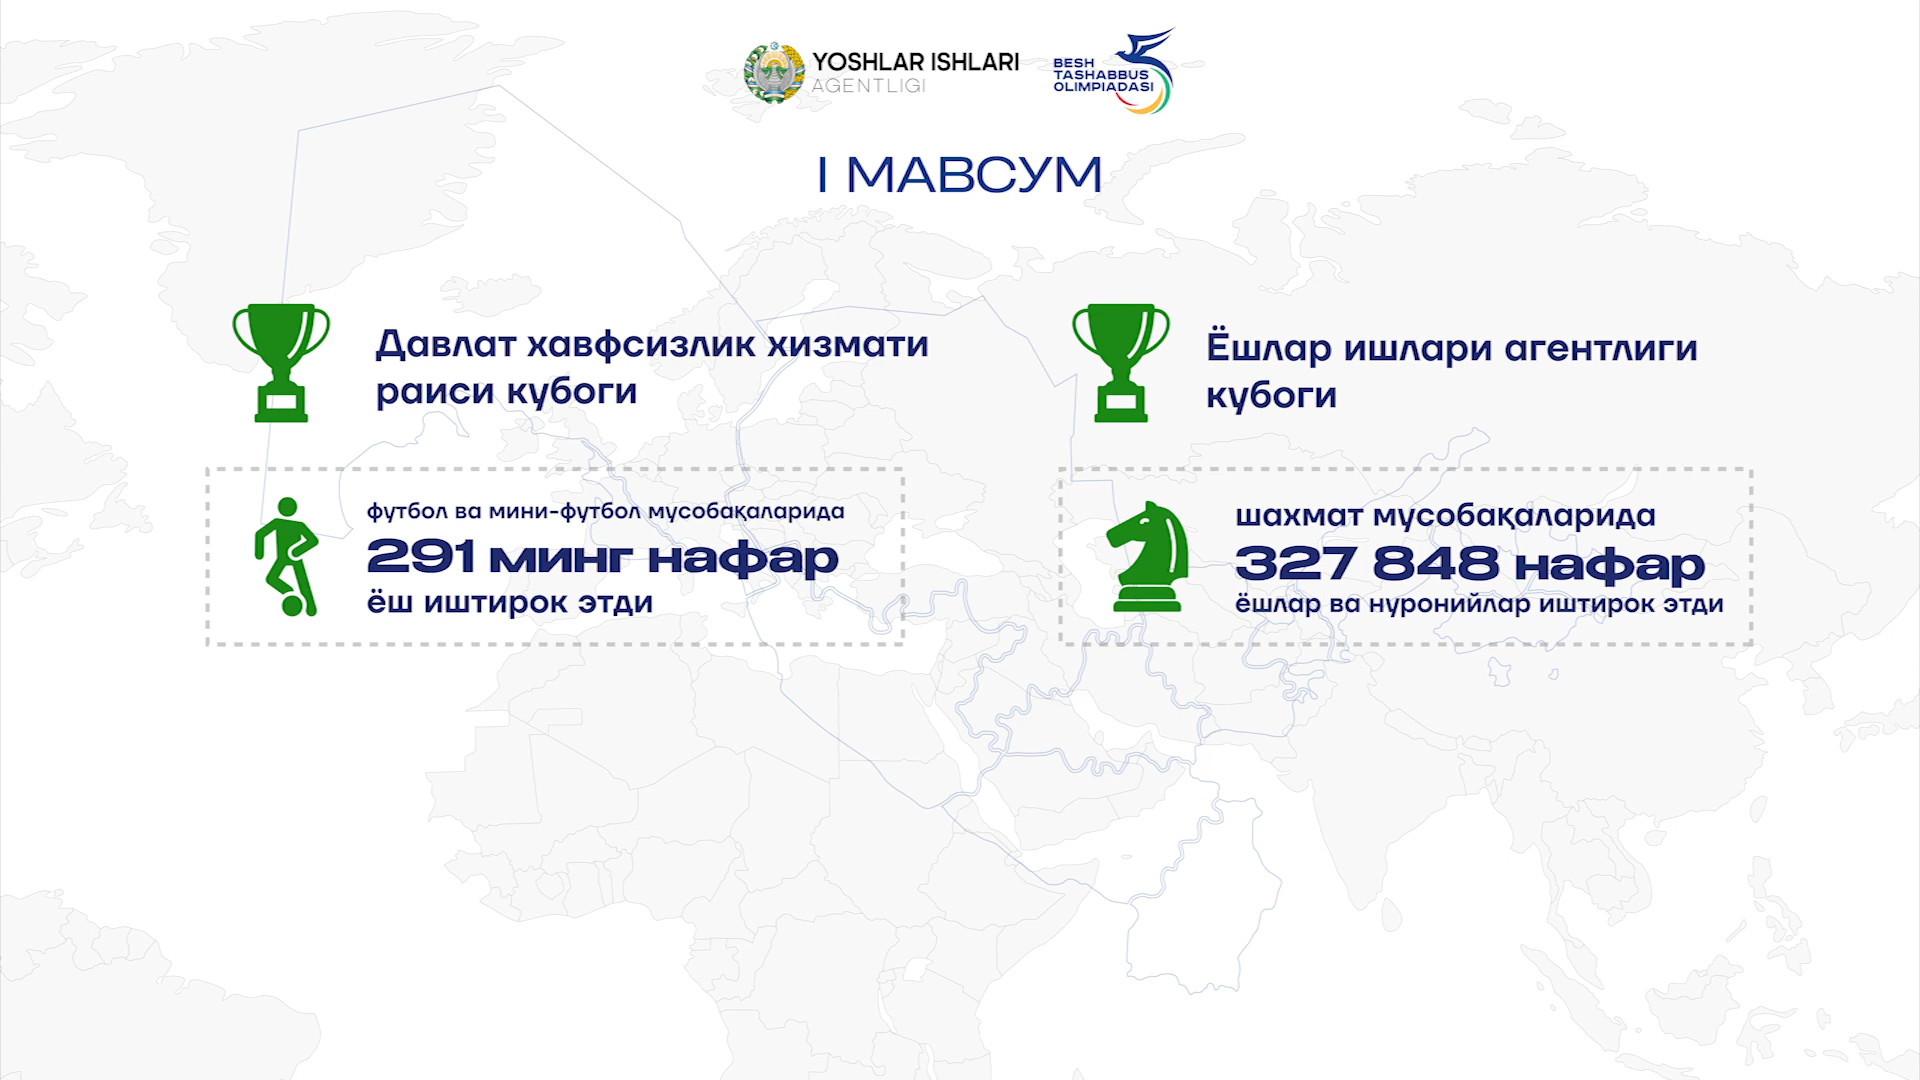 YOSHLAR ISHLARI
AGENTLIGI
BESH
TASHABBUS
OLIMPIADASI
I МАВСУМ
Давлат хавфсизлик хизмати
раиси кубоги
футбол ва мини-футбол мусобақаларида
291 минг нафар
ёш иштирок этди
Ёшлар ишлари агентлиги
кубоги
шахмат мусобақаларида
327 848 нафар
ёшлар ва нуронийлар иштирок этди